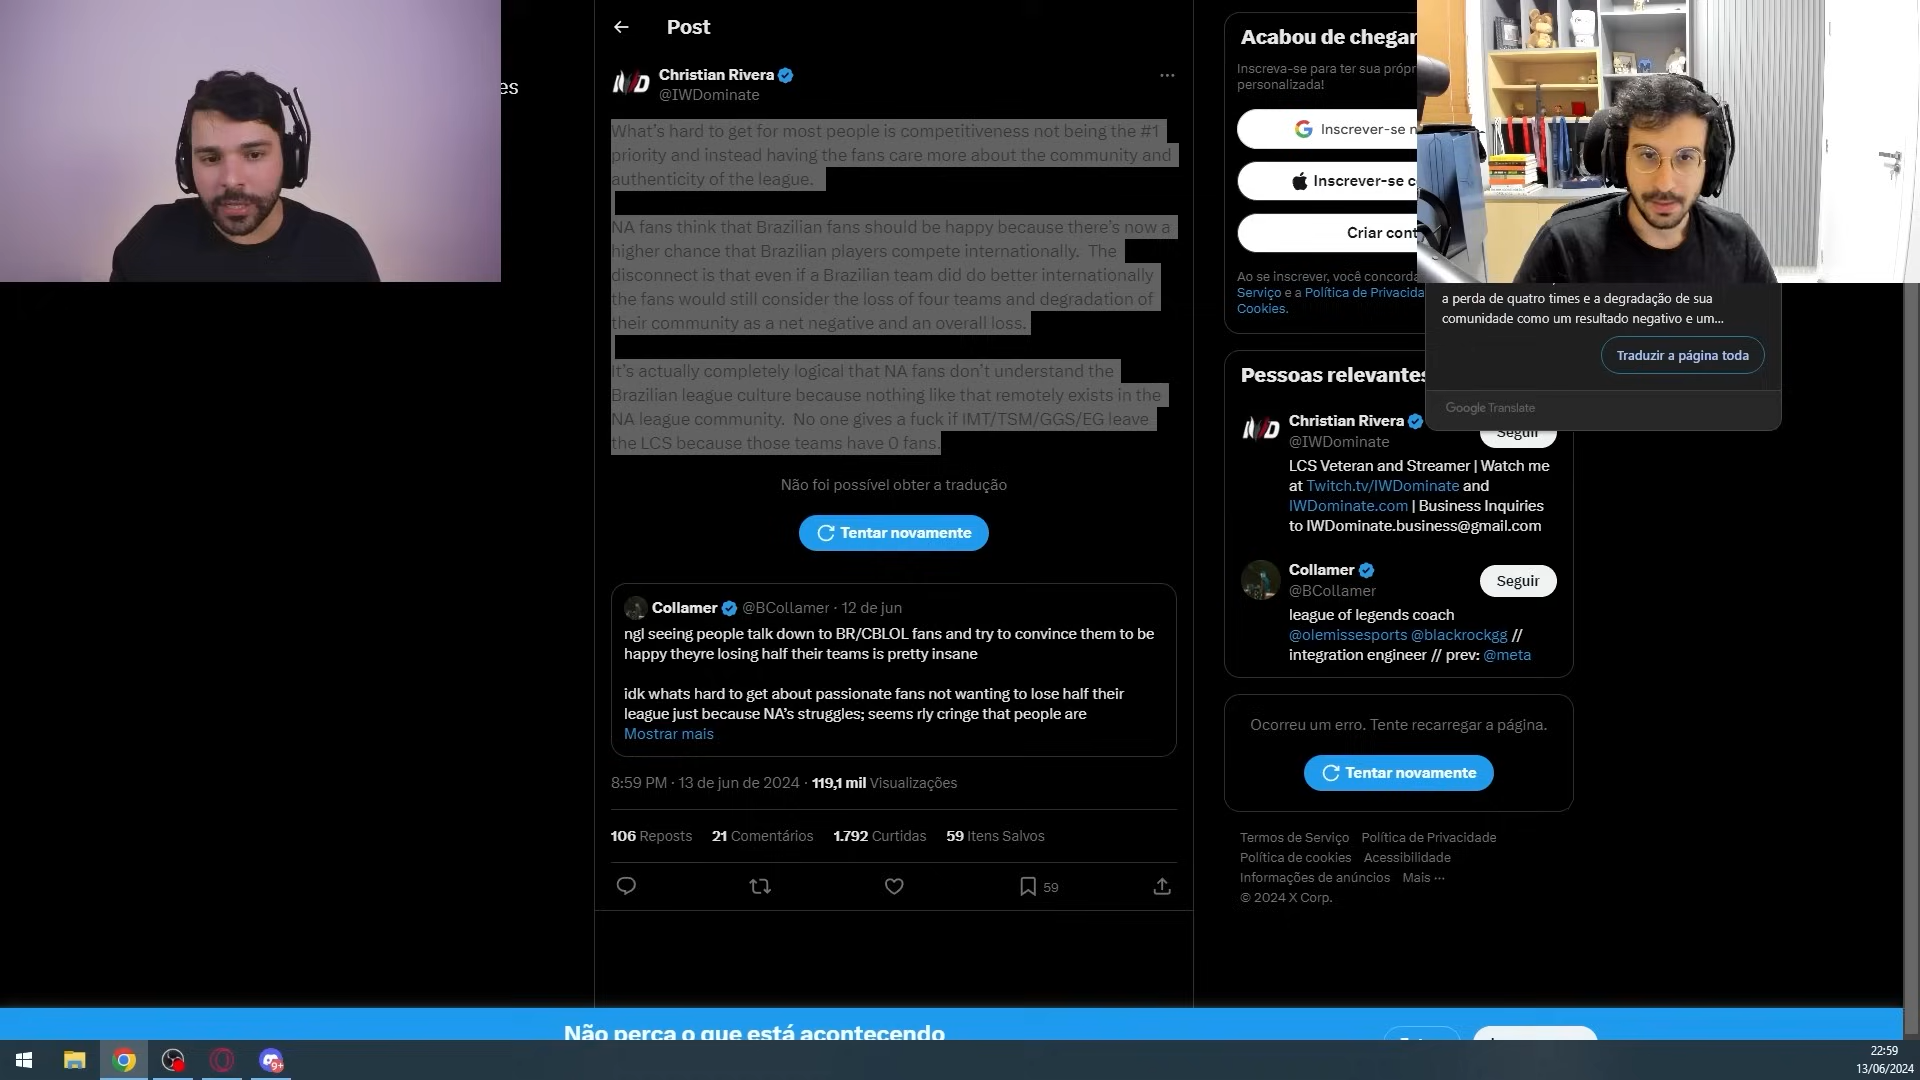 Post
es
Christian Rivera
@IWDominate
What's hard to get for most people is competitiveness not being the #1
priority and instead having the fans care more about the community and
authenticity of the league.
NA fans think that Brazilian fans should be happy because there's now a
higher chance that Brazilian players compete internationally.  The
disconnect is that even if a Brazilian team did do better internationally
the fans would still consider the loss of four teams and degradation of
their community as a net negative and an overall loss.
It's actually completely logical that NA fans don't understand the
Brazilian league culture because nothing like that remotely exists in the
NA league community.  No one gives a fuck if IMT/TSM/GGS/EG leave
the LCS because those teams have 0 fans.
Não foi possível obter a tradução
Tentar novamente
Collamer @BCollamer · 12 de jun
ngl seeing people talk down to BR/CBLOL fans and try to convince them to be
happy theyre losing half their teams is pretty insane
idk whats hard to get about passionate fans not wanting to lose half their
league just because NA's struggles; seems rly cringe that people are
Mostrar mais
8:59 PM · 13 de jun de 2024 · 119,1 mil Visualizações
106 Reposts 21 Comentários 1.792 Curtidas 59 Itens Salvos
59
Acabou de chegar
Inscreva-se para ter sua própr
personalizada!
Inscrever-se
Inscrever-se c
Criar cont
Ao se inscrever, você concorda
Serviço e a Política de Privacida
Cookies.
a perda de quatro times e a degradação de sua
comunidade como um resultado negativo e um...
Traduzir a página toda
Google Translate
Pessoas relevantes
Christian Rivera
@IWDominate
Seguir
LCS Veteran and Streamer | Watch me
at Twitch.tv/IWDominate and
IWDominate.com | Business Inquiries
to IWDominate.business@gmail.com
Collamer
@BCollamer
Seguir
league of legends coach
@olemissesports @blackrockgg //
integration engineer // prev: @meta
Ocorreu um erro. Tente recarregar a página.
Tentar novamente
Termos de Serviço Política de Privacidade
Política de cookies Acessibilidade
Informações de anúncios Mais ···
© 2024 X Corp.
Não perca o que está acontecendo
9+
22:59
13/06/2024